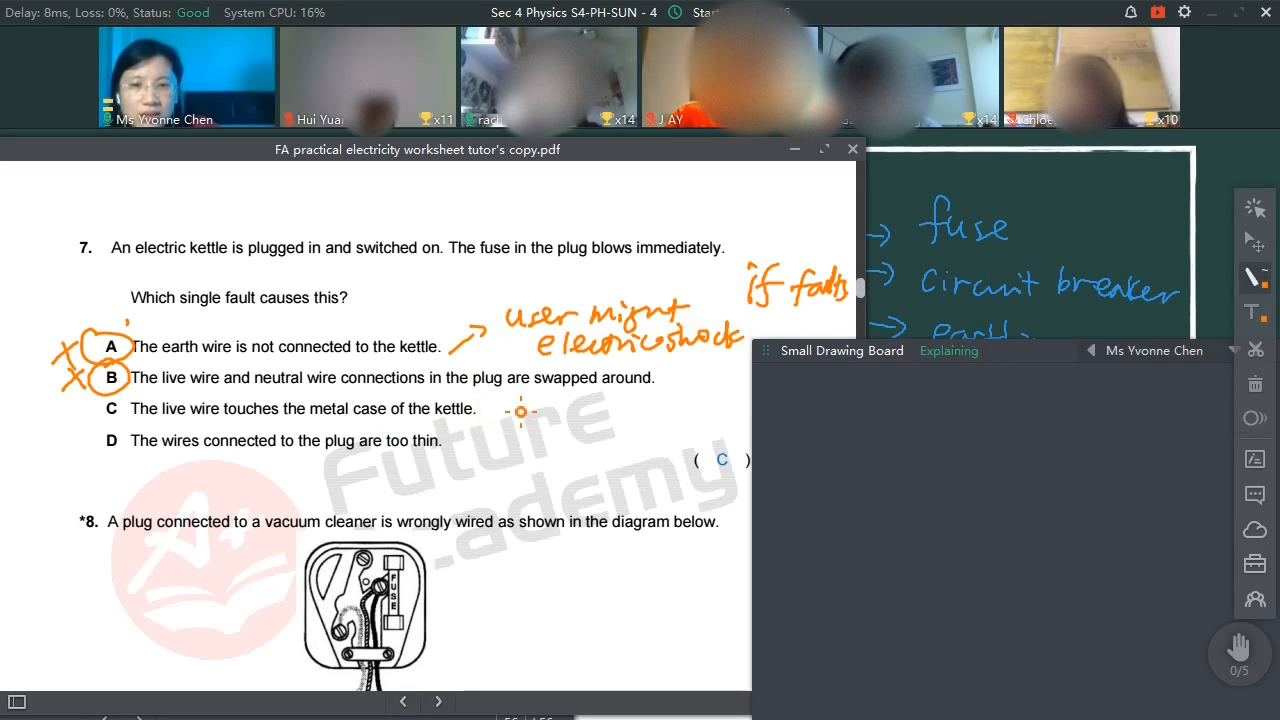 Delay: 8ms, Loss: 0%, Status: Good System CPU: 16%
Sec 4 Physics S4-PH-SUN - 4
Ms Yvonne Chen
Hui Yua
x11
rac
x14
J AY
x14
Chloe
x10
FA practical electricity worksheet tutor's copy.pdf
7. An electric kettle is plugged in and switched on. The fuse in the plug blows immediately.
Which single fault causes this?
if faults
user might
electric shock
A The earth wire is not connected to the kettle.
B The live wire and neutral wire connections in the plug are swapped around.
C The live wire touches the metal case of the kettle.
D The wires connected to the plug are too thin.
( C )
*8. A plug connected to a vacuum cleaner is wrongly wired as shown in the diagram below.
FUSE
A+
Future
Academy
→ fuse
→ circuit breaker
Small Drawing Board Explaining Ms Yvonne Chen
0/5